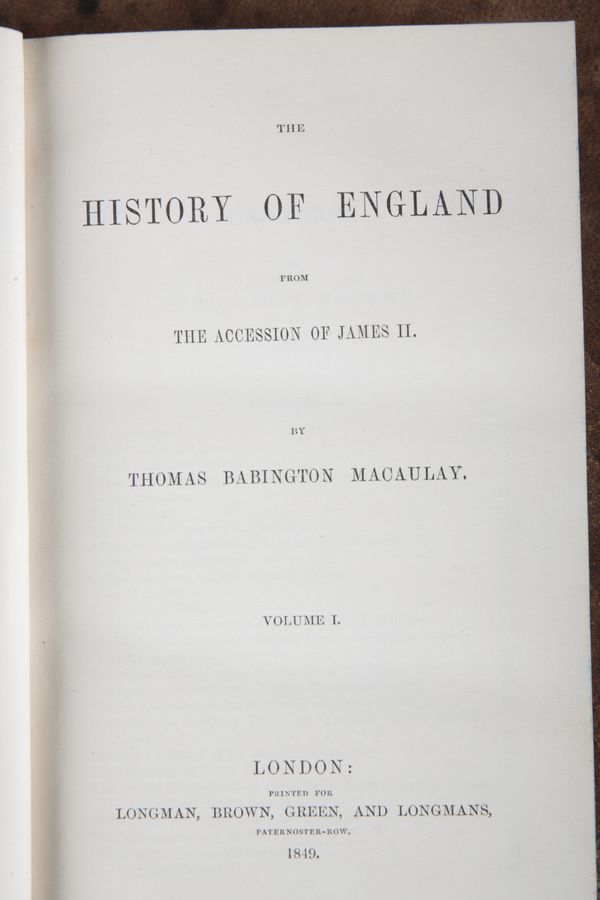 THE
HISTORY OF ENGLAND
FROM
THE ACCESSION OF JAMES II.
BY
THOMAS BABINGTON MACAULAY.
VOLUME I.
LONDON:
PRINTED FOR
LONGMAN, BROWN, GREEN, AND LONGMANS,
PATERNOSTER-ROW.
1849.